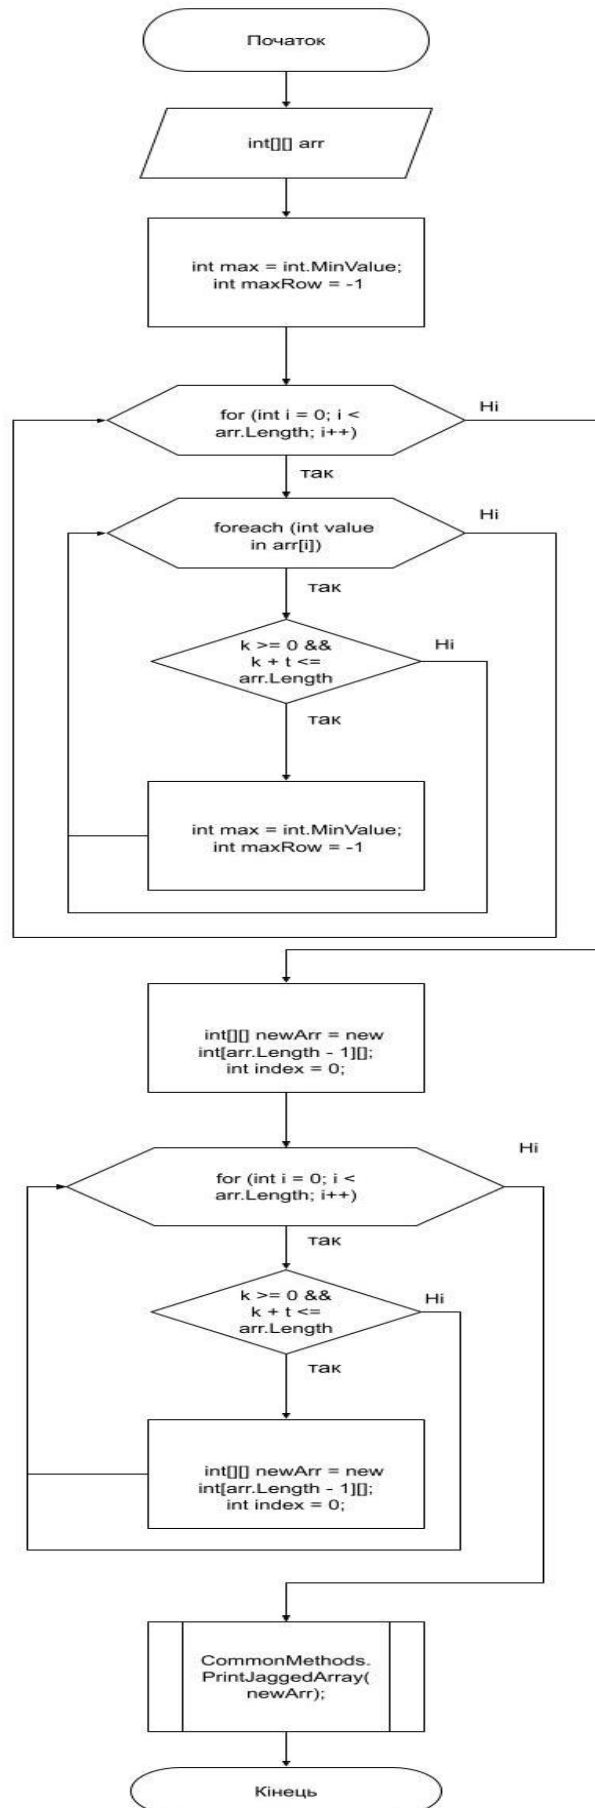 Початок
int[][] arr
int max = int.MinValue;
int maxRow = -1
for (int i = 0; i <
arr.Length; i++)
Ні
так
foreach (int value
in arr[i])
Ні
так
k >= 0 &&
k + t <=
arr.Length
Ні
так
int max = int.MinValue;
int maxRow = -1
int[][] newArr = new
int[arr.Length - 1][];
int index = 0;
Ні
for (int i = 0; i <
arr.Length; i++)
так
k >= 0 &&
k + t <=
arr.Length
Ні
так
int[][] newArr = new
int[arr.Length - 1][];
int index = 0;
CommonMethods.
PrintJaggedArray(
newArr);
Кінець